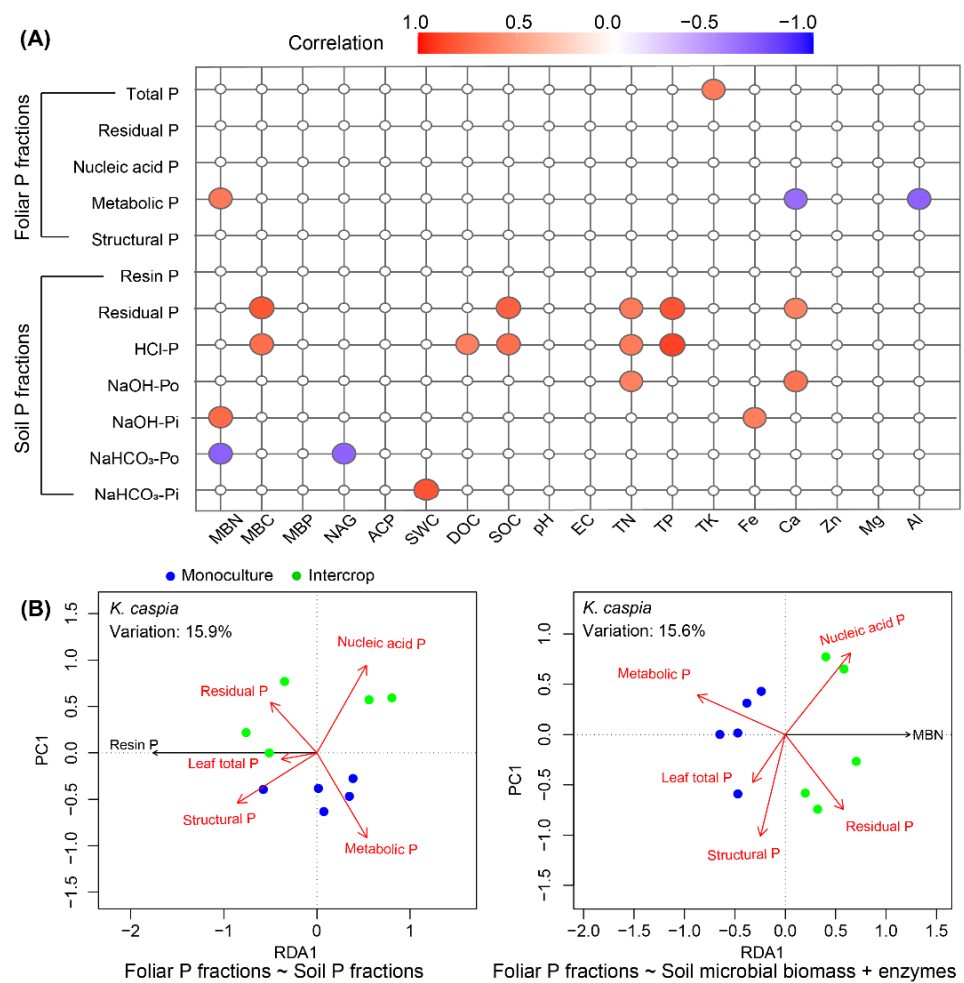 (A)
Correlation
1.0 0.5 0.0 −0.5 −1.0
Foliar P fractions
Total P
Residual P
Nucleic acid P
Metabolic P
Structural P
Soil P fractions
Resin P
Residual P
HCl-P
NaOH-Po
NaOH-Pi
NaHCO₃-Po
NaHCO₃-Pi
MBN MBC MBP NAG ACP SWC DOC SOC pH EC TN TP TK Fe Ca Zn Mg Al
Monoculture Intercrop
(B)
K. caspia
Variation: 15.9%
Nucleic acid P
Residual P
Resin P
Leaf total P
Structural P
Metabolic P
PC1
1.5
1.0
0.5
0.0
−0.5
−1.0
−1.5
−2 −1 0 1
RDA1
Foliar P fractions ~ Soil P fractions
K. caspia
Variation: 15.6%
Nucleic acid P
Metabolic P
MBN
Leaf total P
Residual P
Structural P
PC1
1.0
0.5
0.0
−0.5
−1.0
−1.5
−2.0 −1.5 −1.0 −0.5 0.0 0.5 1.0 1.5
RDA1
Foliar P fractions ~ Soil microbial biomass + enzymes